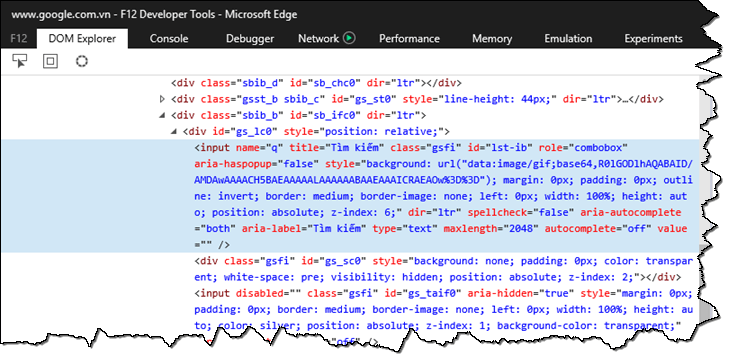 www.google.com.vn - F12 Developer Tools - Microsoft Edge
F12 DOM Explorer Console Debugger Network Performance Memory Emulation Experiments
<div class="sbib_d" id="sb_chc0" dir="ltr"></div>
<div class="gsst_b sbib_c" id="gs_st0" style="line-height: 44px;" dir="ltr">…</div>
<div class="sbib_b" id="sb_ifc0" dir="ltr">
<div id="gs_lc0" style="position: relative;">
<input name="q" title="Tìm kiếm" class="gsfi" id="lst-ib" role="combobox"
aria-haspopup="false" style="background: url("data:image/gif;base64,R0lGODlhAQABAID/
AMDAwAAAACH5BAEAAAAALAAAAAABAAEAAAICRAEAOw%3D%3D"); margin: 0px; padding: 0px; outl
ine: invert; border: medium; border-image: none; left: 0px; width: 100%; height: aut
o; position: absolute; z-index: 6;" dir="ltr" spellcheck="false" aria-autocomplete
="both" aria-label="Tìm kiếm" type="text" maxlength="2048" autocomplete="off" value
="" />
<div class="gsfi" id="gs_sc0" style="background: none; padding: 0px; color: transpar
ent; white-space: pre; visibility: hidden; position: absolute; z-index: 2;"></div>
<input disabled="" class="gsfi" id="gs_taif0" aria-hidden="true" style="margin: 0px;
padding: 0px; border: medium; border-image: none; left: 0px; width: 100%; height: a
uto; color: silver; position: absolute; z-index: 1; background-color: transparent;"
="off" />